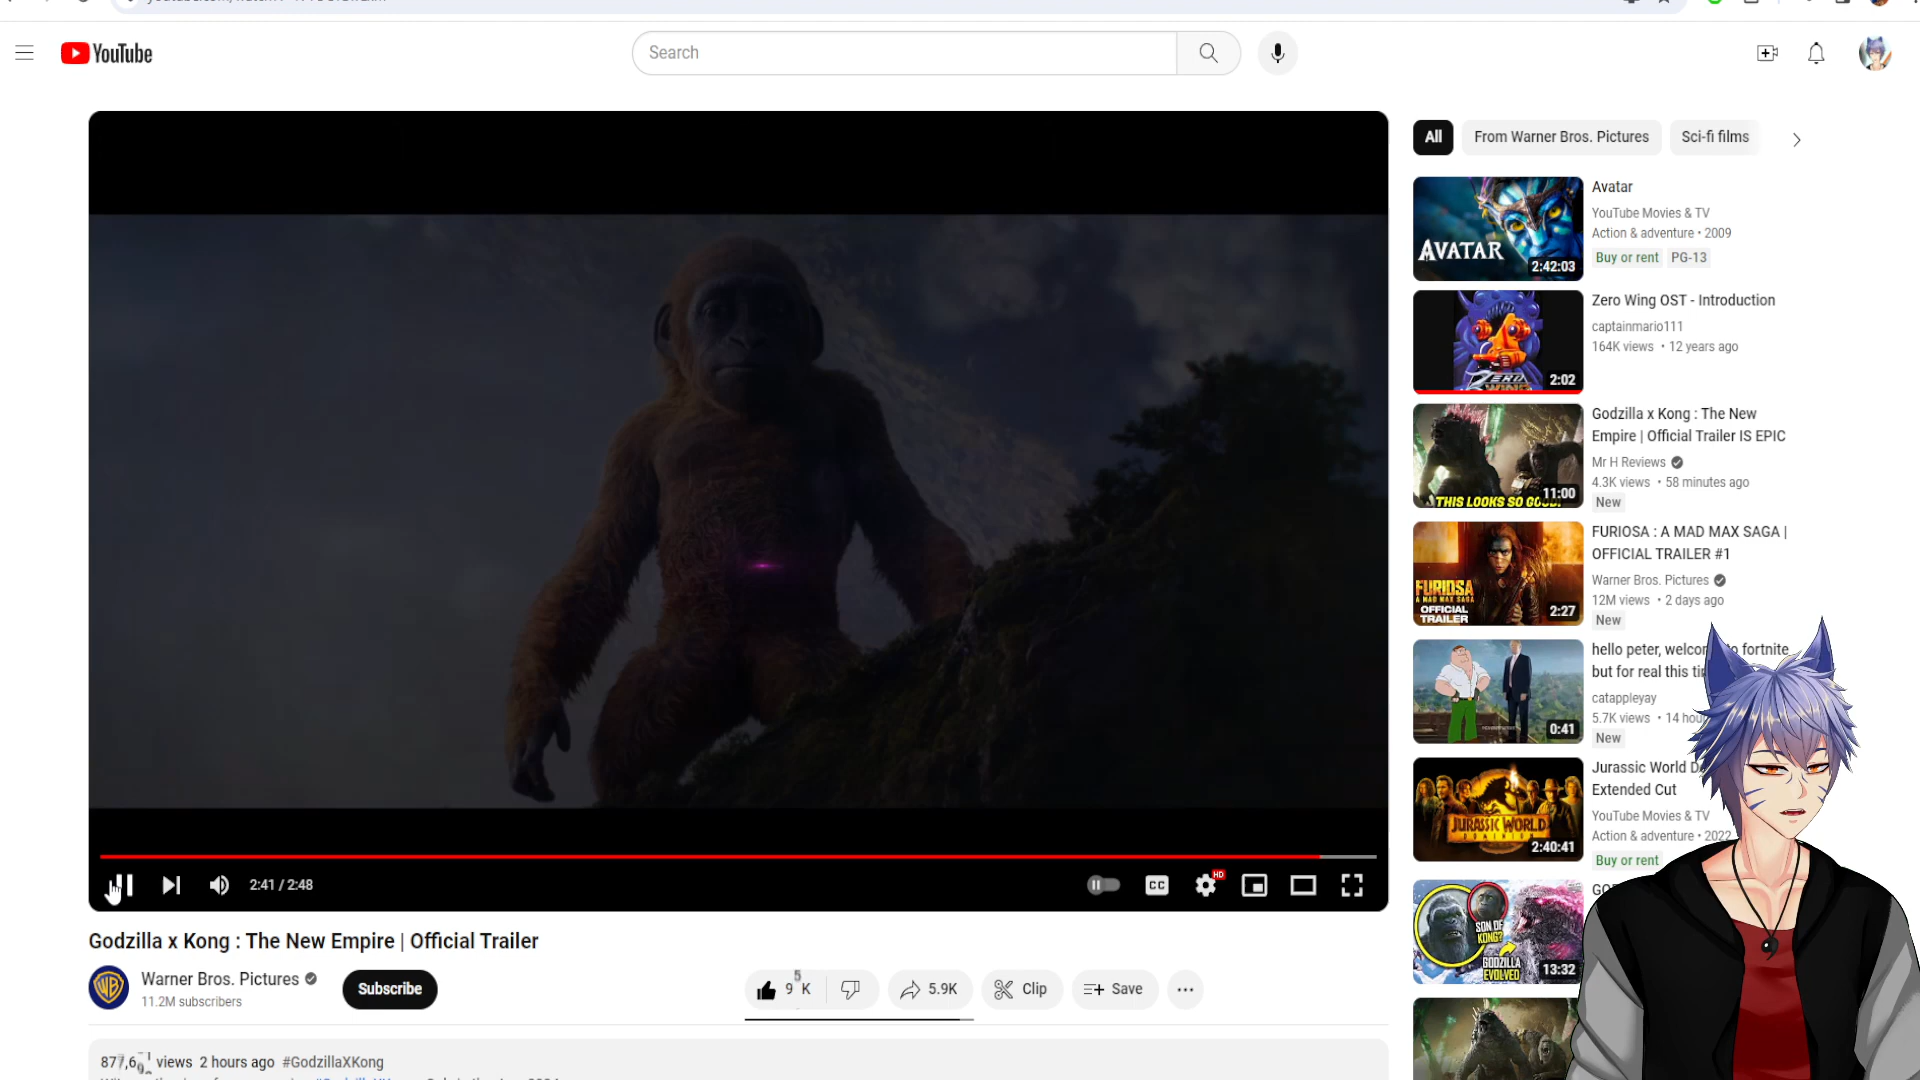 YouTube
Search
All
From Warner Bros. Pictures
Sci-fi films
AVATAR
2:42:03
Avatar
YouTube Movies & TV
Action & adventure • 2009
Buy or rent
PG-13
ZERO WING
2:02
Zero Wing OST - Introduction
captainmario111
164K views • 12 years ago
11:00
Godzilla x Kong : The New
Empire | Official Trailer IS EPIC
Mr H Reviews
4.3K views • 58 minutes ago
New
FURIOSA
A MAD MAX SAGA
OFFICIAL
TRAILER
2:27
FURIOSA : A MAD MAX SAGA |
OFFICIAL TRAILER #1
Warner Bros. Pictures
12M views • 2 days ago
New
0:41
hello peter, fortnite
but for real this
catappleyay
5.7K views • 14
New
JURASSIC WORLD
DOMINION
2:40:41
Jurassic World
Extended Cut
YouTube Movies & TV
Action & adventure • 2022
Buy or rent
SON OF
KONG?
GODZILLA
EVOLVED
13:32
THIS LOOKS SO
2:41 / 2:48
CC
HD
Godzilla x Kong : The New Empire | Official Trailer
WB
Warner Bros. Pictures
11.2M subscribers
Subscribe
5.9K
Clip
Save
views 2 hours ago #GodzillaXKong